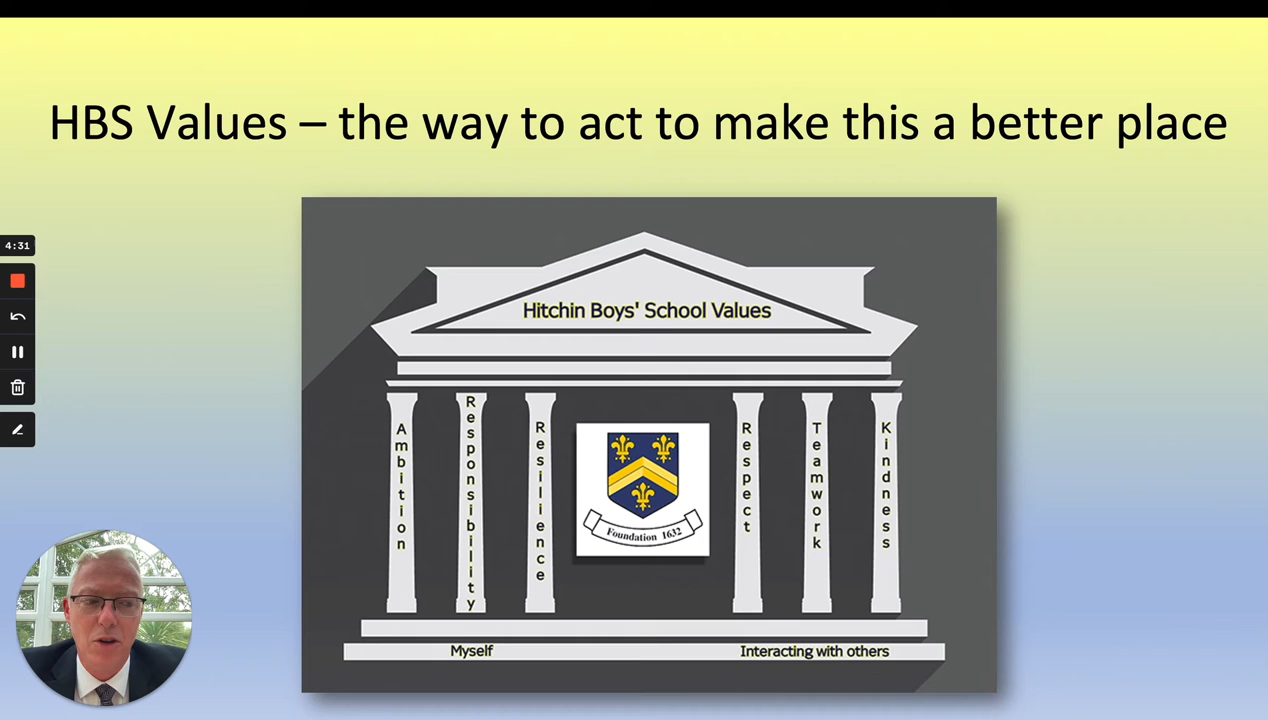 HBS Values – the way to act to make this a better place
4:31
Hitchin Boys' School Values
Ambition
Responsibility
Resilience
Respect
Teamwork
Kindness
Foundation 1632
Myself
Interacting with others